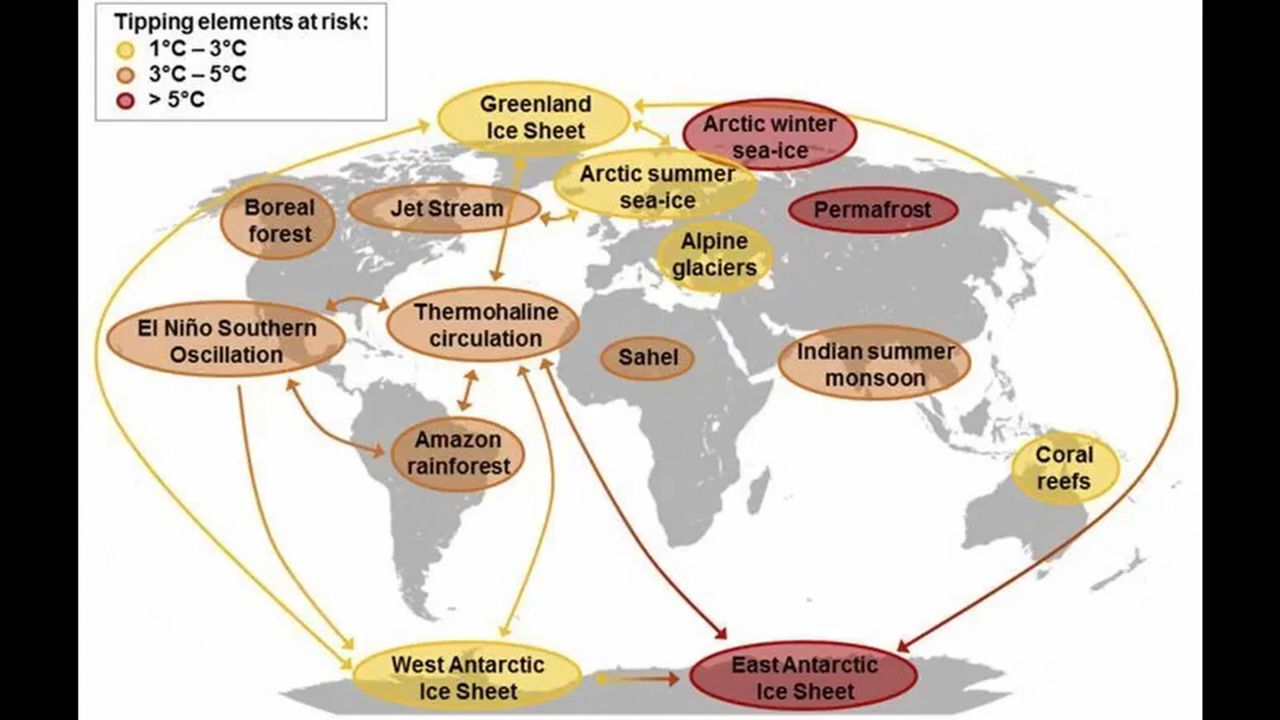 Tipping elements at risk:
1°C – 3°C
3°C – 5°C
> 5°C
Greenland
Ice Sheet
Arctic winter
sea-ice
Arctic summer
sea-ice
Boreal
forest
Jet Stream
Permafrost
Alpine
glaciers
El Niño Southern
Oscillation
Thermohaline
circulation
Sahel
Indian summer
monsoon
Amazon
rainforest
Coral
reefs
West Antarctic
Ice Sheet
East Antarctic
Ice Sheet